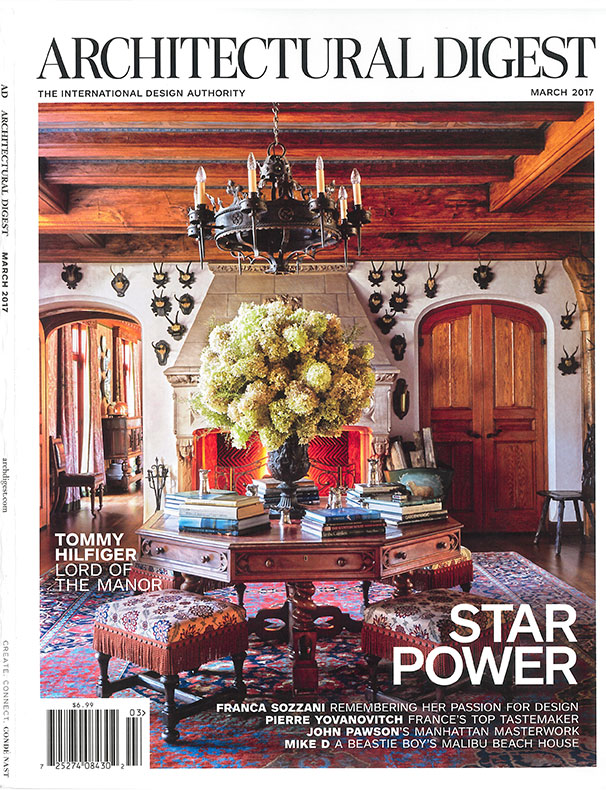 ARCHITECTURAL DIGEST
THE INTERNATIONAL DESIGN AUTHORITY
MARCH 2017
AD ARCHITECTURAL DIGEST MARCH 2017 archdigest.com CREATE. CONNECT. CONDÉ NAST
TOMMY
HILFIGER
LORD OF
THE MANOR
STAR
POWER
FRANCA SOZZANI REMEMBERING HER PASSION FOR DESIGN
PIERRE YOVANOVITCH FRANCE'S TOP TASTEMAKER
JOHN PAWSON'S MANHATTAN MASTERWORK
MIKE D A BEASTIE BOY'S MALIBU BEACH HOUSE
$6.99
03>
7 25274 08430 2